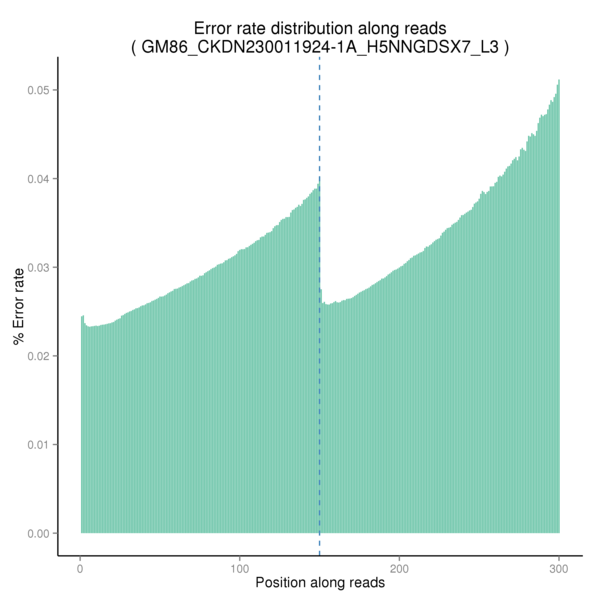 Error rate distribution along reads
( GM86_CKDN230011924-1A_H5NNGDSX7_L3 )
% Error rate
0.05
0.04
0.03
0.02
0.01
0.00
0
100
200
300
Position along reads